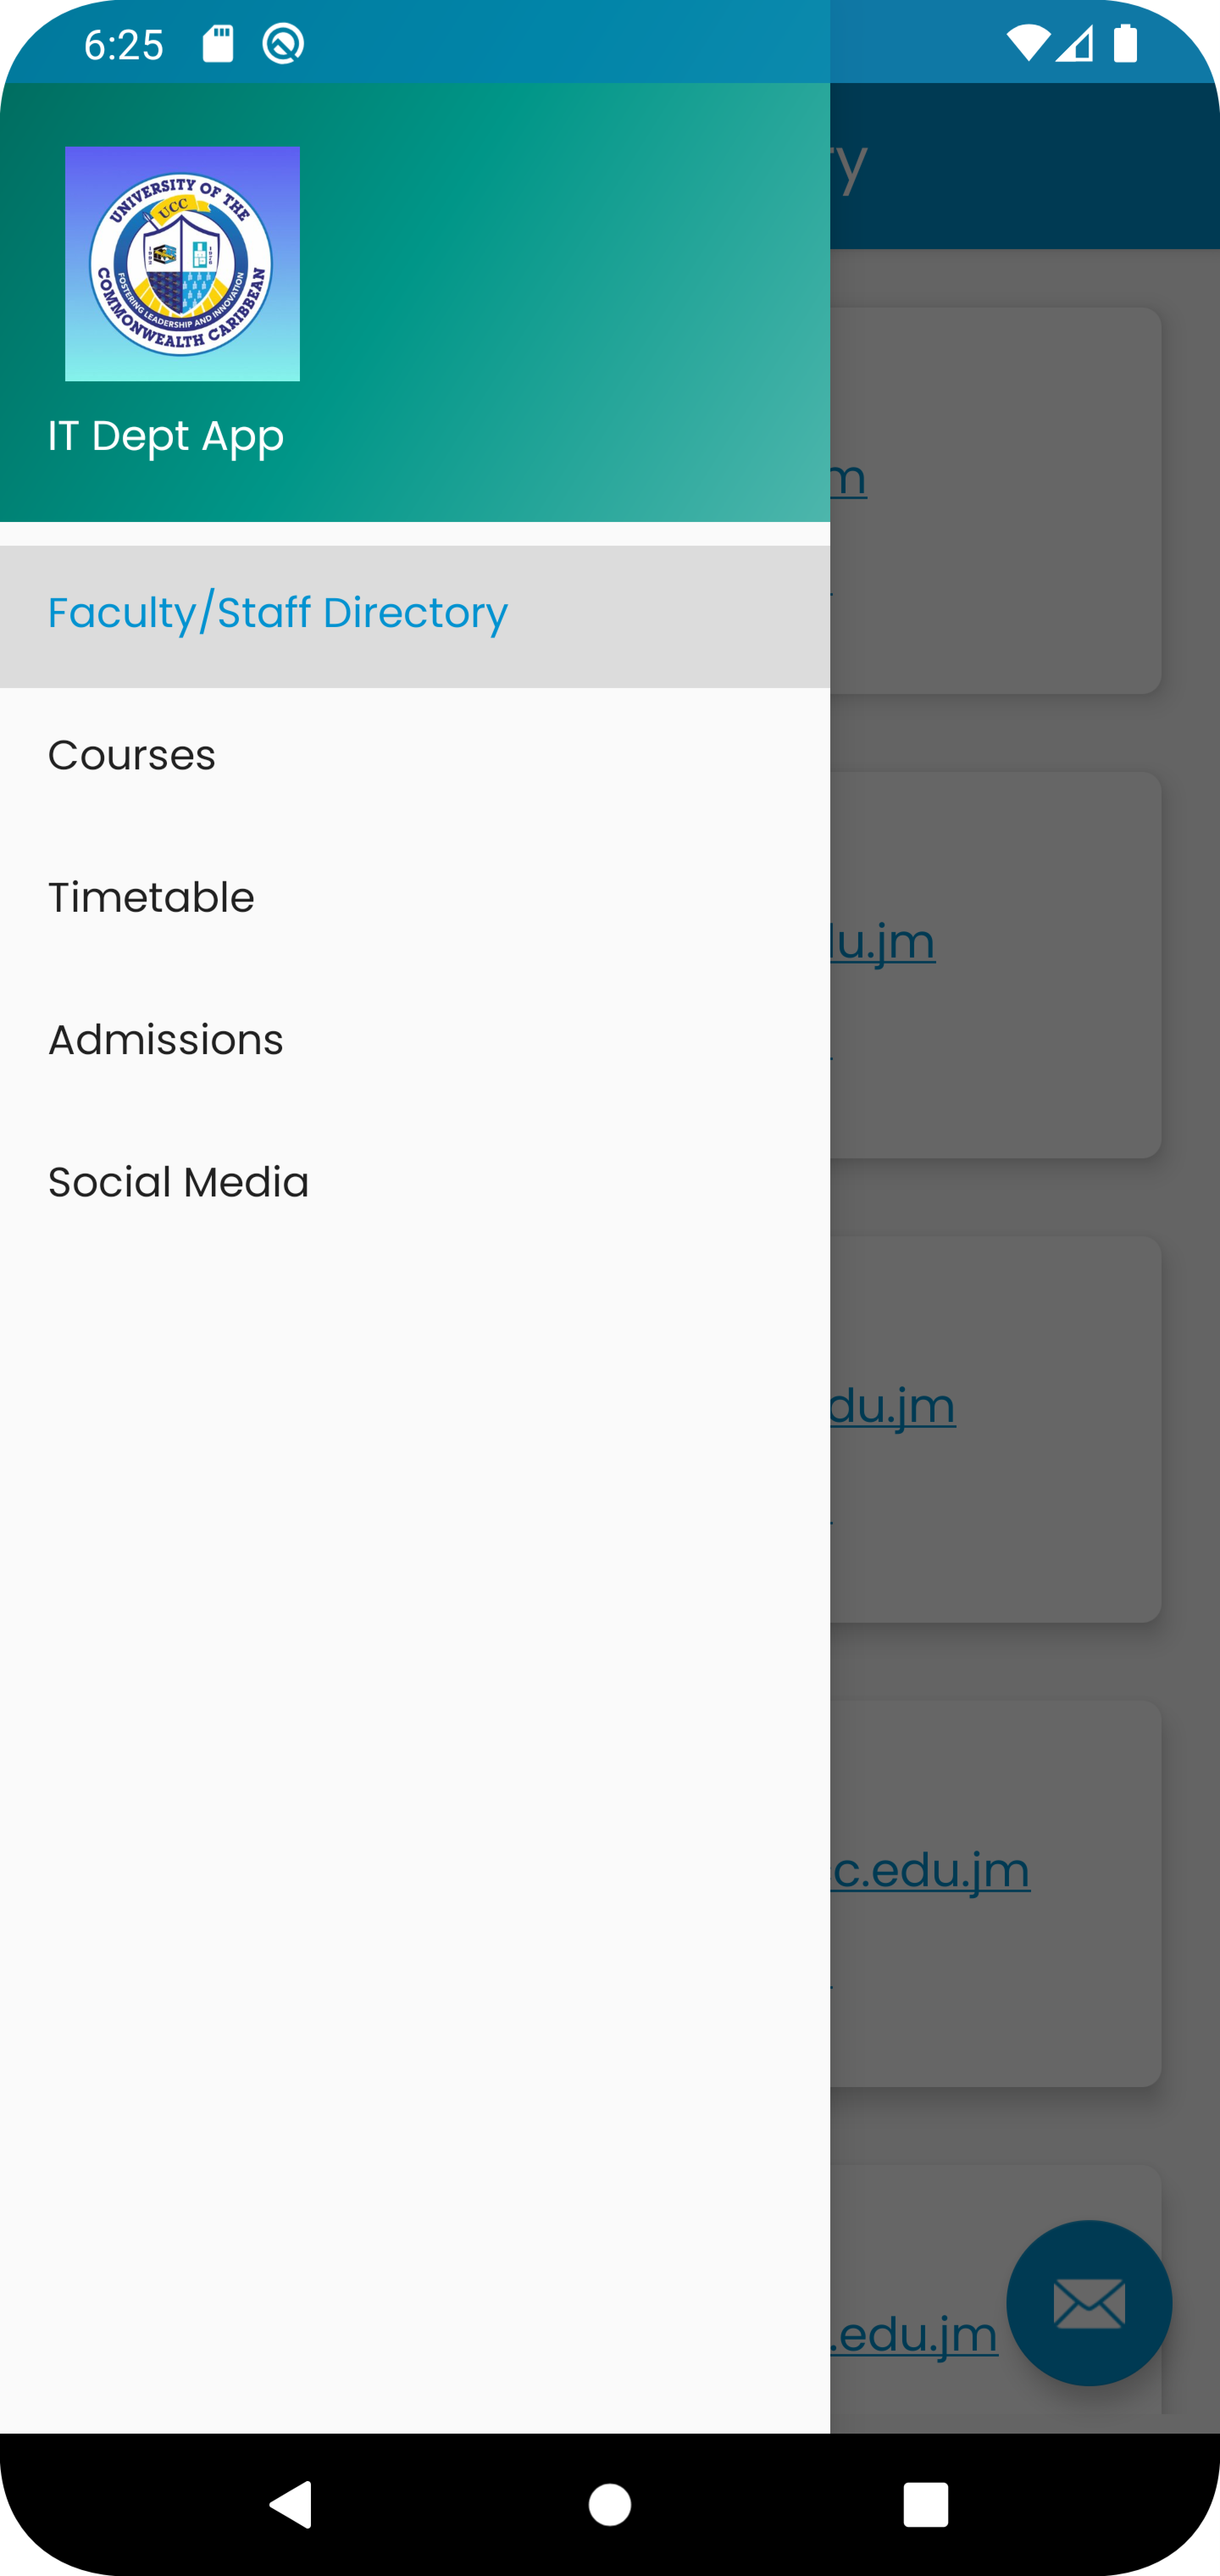 6:25
ry
UNIVERSITY OF THE
UCC
FOSTERING LEADERSHIP AND INNOVATION
COMMONWEALTH CARIBBEAN
IT Dept App
m
Faculty/Staff Directory
Courses
Timetable
du.jm
Admissions
Social Media
du.jm
c.edu.jm
.edu.jm